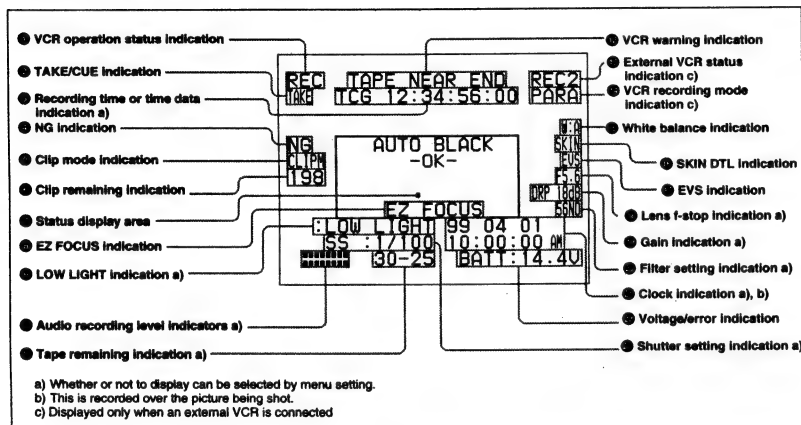 VCR operation status indication
TAKE/CUE indication
Recording time or time data
indication a)
NG indication
Clip mode indication
Clip remaining indication
Status display area
EZ FOCUS indication
LOW LIGHT indication a)
Audio recording level indicators a)
Tape remaining indication a)
REC TAPE NEAR END REC2
TAKE TCG 12:34:56:00 PARA
W:A
NG AUTO BLACK SKIN
CLIPM -OK- EVS
198 F5.6
DRP 18dB
EZ FOCUS 56ND
:LOW LIGHT 99 04 01
SS :1/100 10:00:00 AM
30-25 BATT:14.4V
VCR warning indication
External VCR status
indication c)
VCR recording mode
indication c)
White balance indication
SKIN DTL indication
EVS indication
Lens f-stop indication a)
Gain indication a)
Filter setting indication a)
Clock indication a), b)
Voltage/error indication
Shutter setting indication a)
a) Whether or not to display can be selected by menu setting.
b) This is recorded over the picture being shot.
c) Displayed only when an external VCR is connected